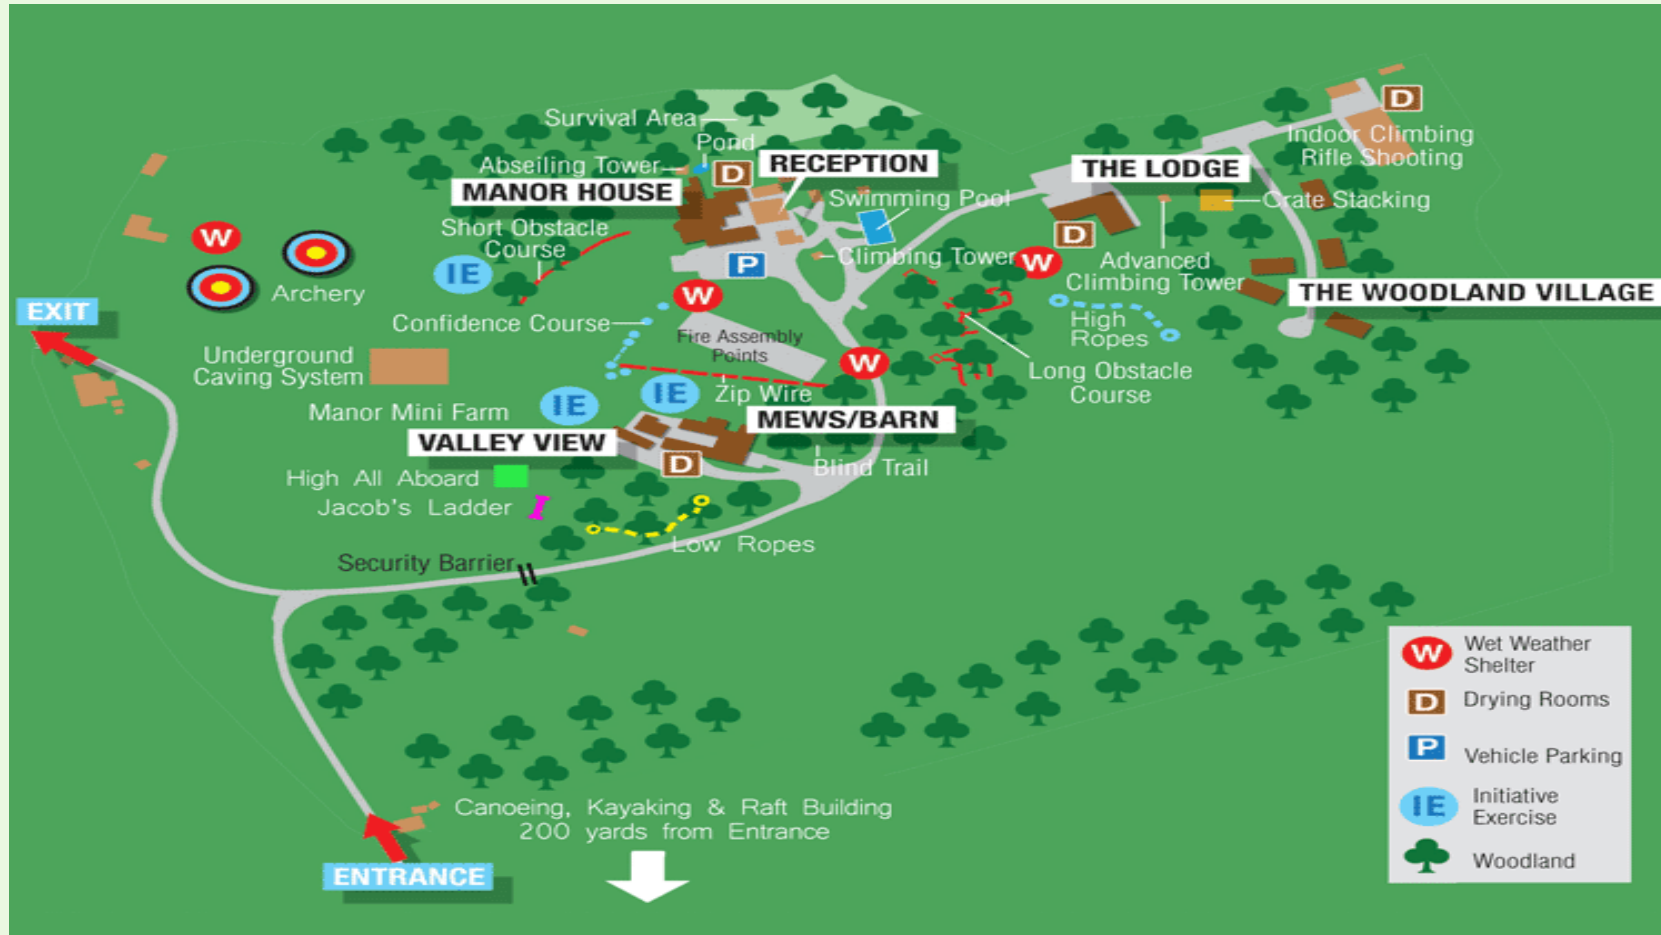 Survival Area
Pond
Abseiling Tower
D
RECEPTION
MANOR HOUSE
Swimming Pool
Short Obstacle
Course
IE
P
Climbing Tower
W
Archery
W
Confidence Course
Fire Assembly
Points
EXIT
Underground
Caving System
Zip Wire
W
IE
IE
Manor Mini Farm
MEWS/BARN
VALLEY VIEW
D
Blind Trail
High All Aboard
Jacob's Ladder
Low Ropes
Security Barrier
D
Indoor Climbing
Rifle Shooting
THE LODGE
Crate Stacking
D
W
Advanced
Climbing Tower
THE WOODLAND VILLAGE
High
Ropes
Long Obstacle
Course
Canoeing, Kayaking & Raft Building
200 yards from Entrance
ENTRANCE
W Wet Weather
Shelter
D Drying Rooms
P Vehicle Parking
IE Initiative
Exercise
Woodland